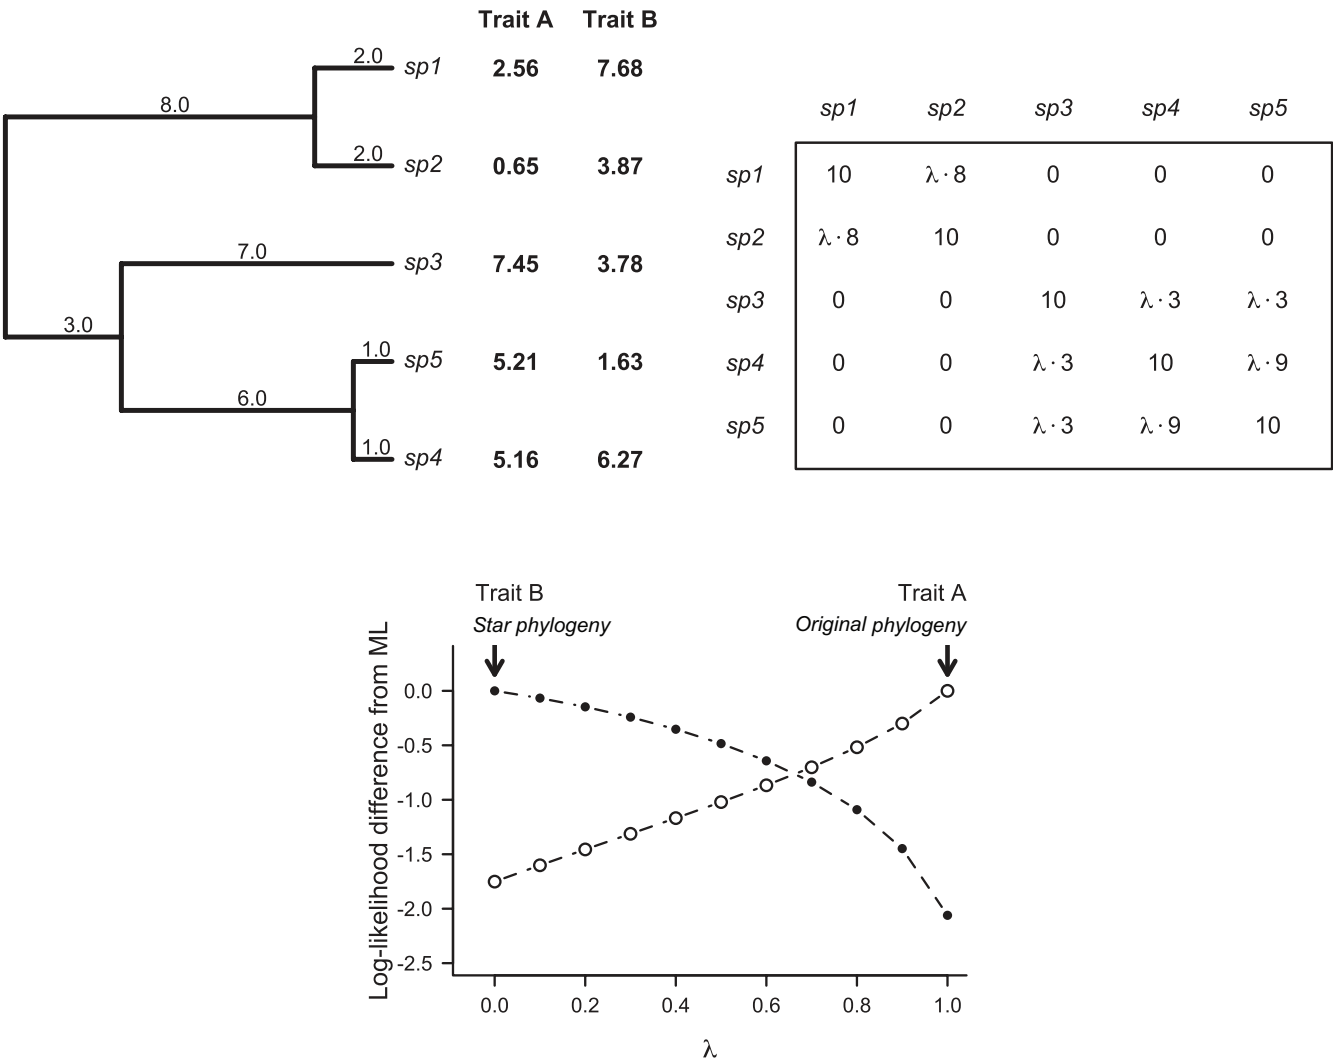 Trait A Trait B
2.0 sp1 2.56 7.68
8.0
2.0 sp2 0.65 3.87
7.0 sp3 7.45 3.78
3.0
1.0 sp5 5.21 1.63
6.0
1.0 sp4 5.16 6.27
sp1 sp2 sp3 sp4 sp5
sp1 10 λ·8 0 0 0
sp2 λ·8 10 0 0 0
sp3 0 0 10 λ·3 λ·3
sp4 0 0 λ·3 10 λ·9
sp5 0 0 λ·3 λ·9 10
Trait B Trait A
Star phylogeny Original phylogeny
Log-likelihood difference from ML
0.0
-0.5
-1.0
-1.5
-2.0
-2.5
0.0 0.2 0.4 0.6 0.8 1.0
λ